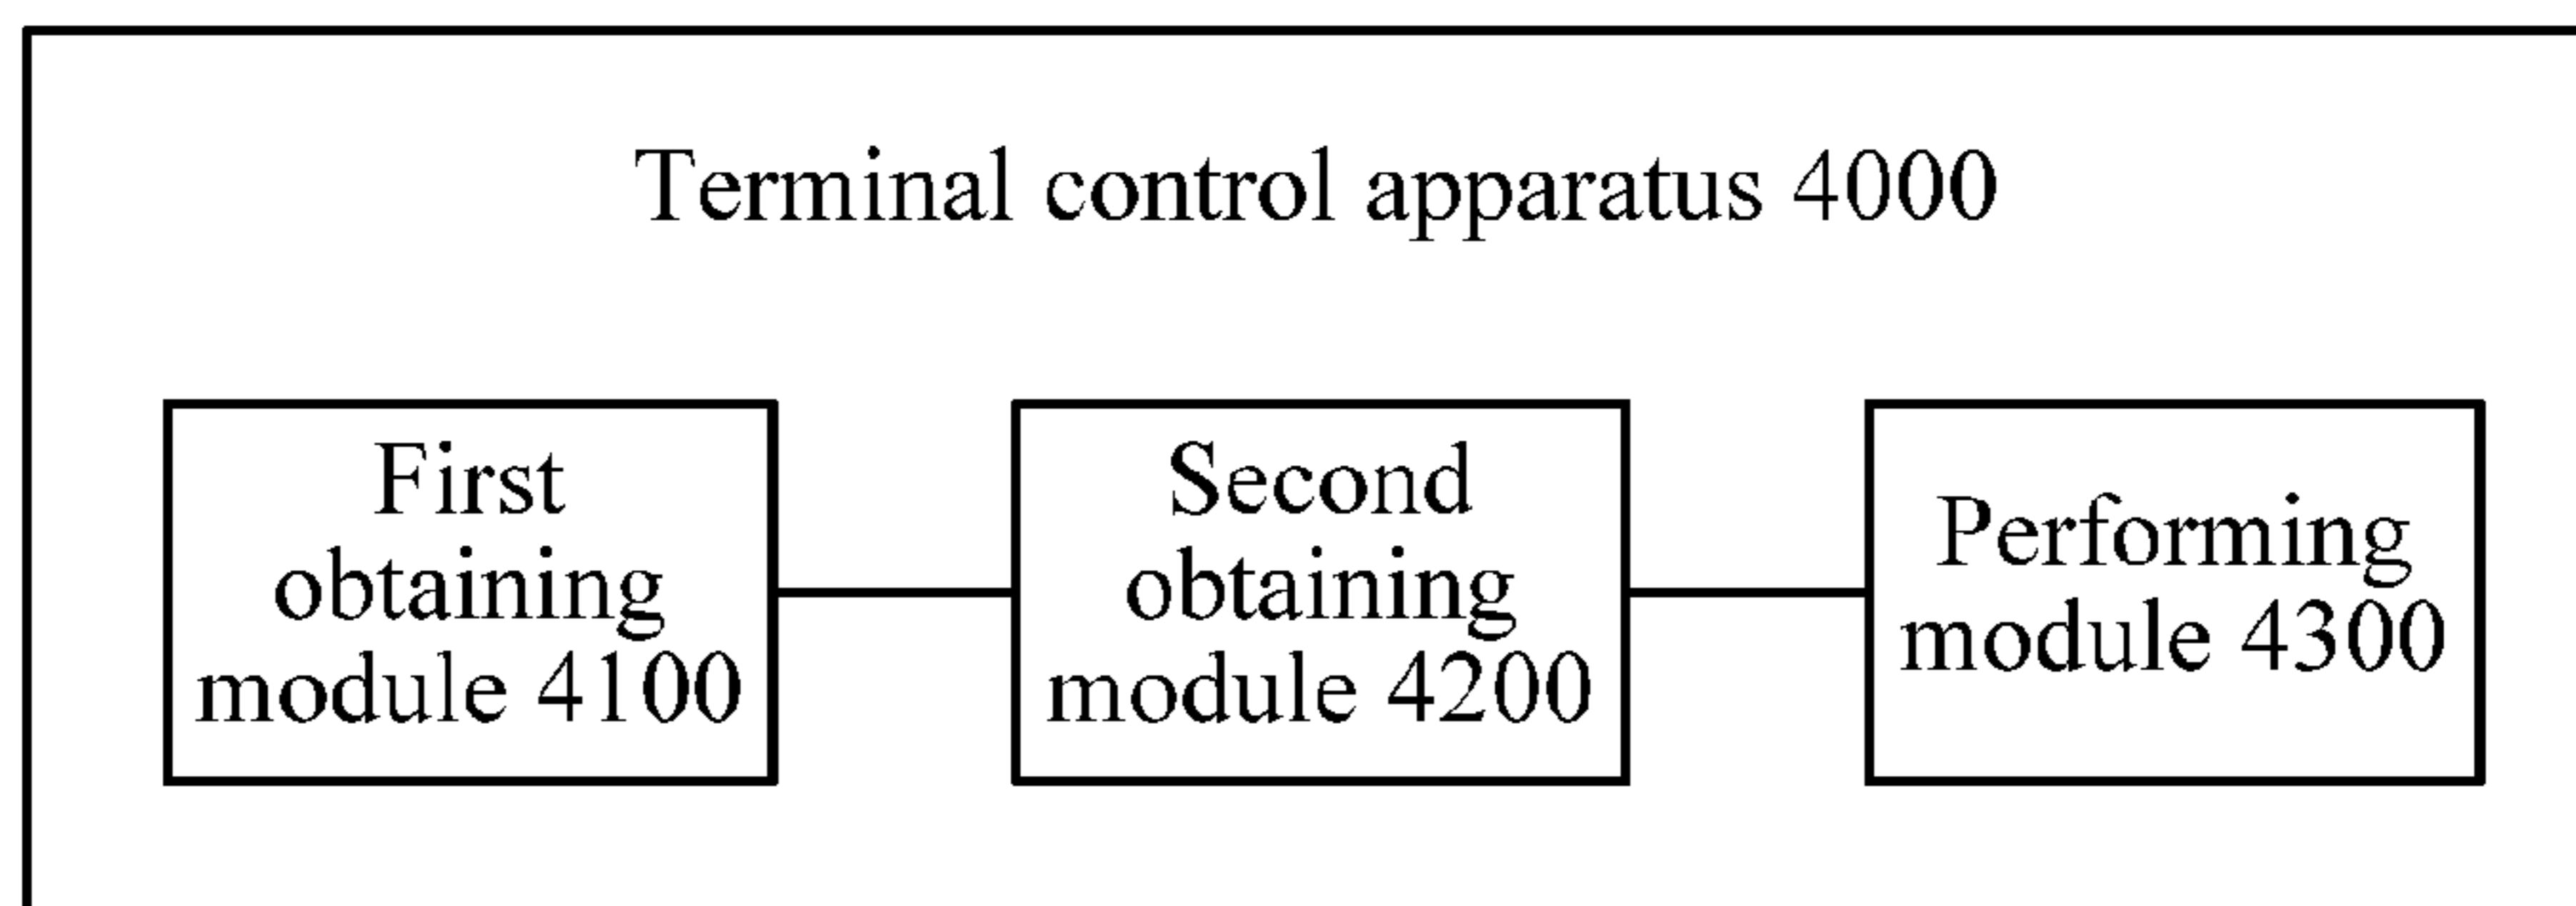 Terminal control apparatus 4000
First
obtaining
module 4100
Second
obtaining
module 4200
Performing
module 4300